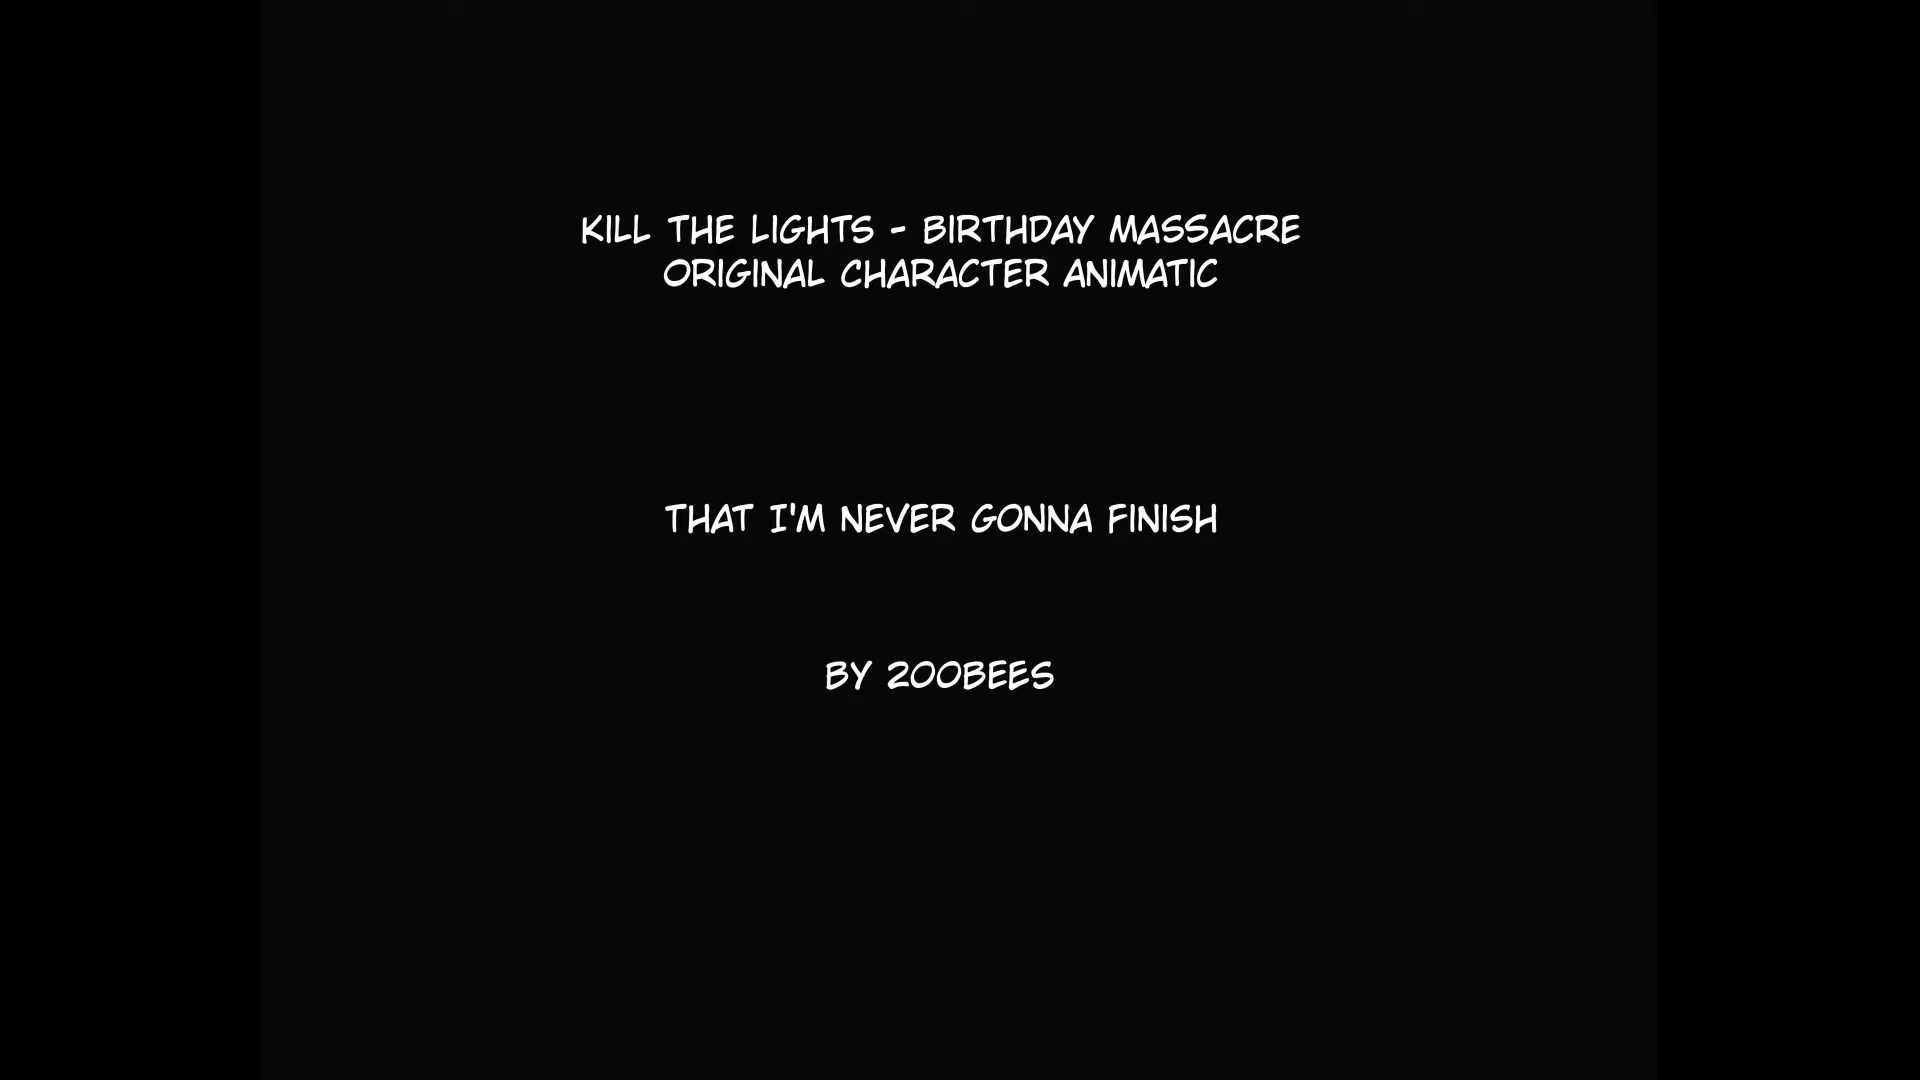 KILL THE LIGHTS - BIRTHDAY MASSACRE
ORIGINAL CHARACTER ANIMATIC
THAT I'M NEVER GONNA FINISH
BY 200BEES